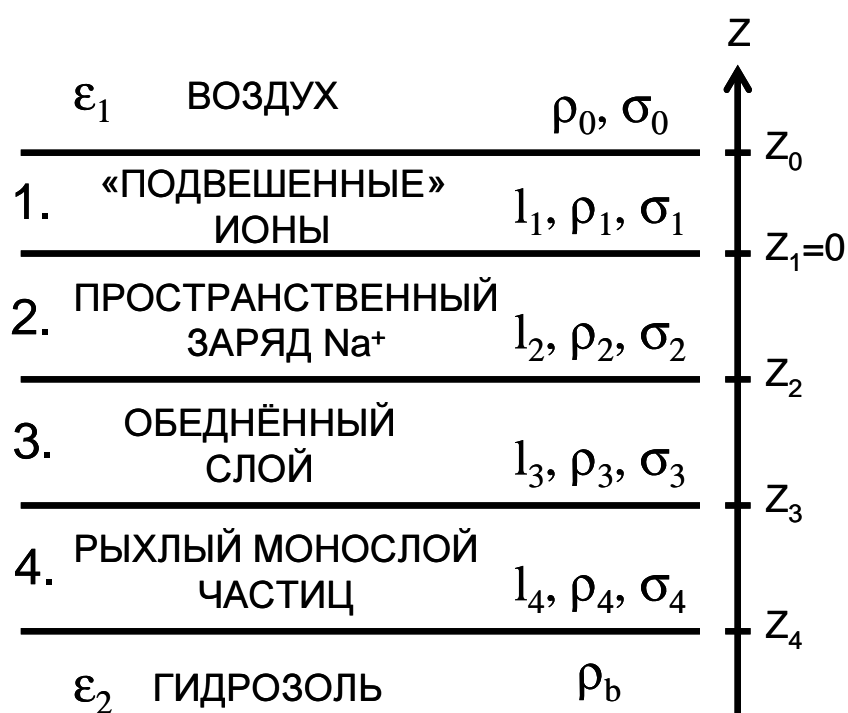 Z
ε1 ВОЗДУХ ρ0, σ0
Z0
1. «ПОДВЕШЕННЫЕ»
ИОНЫ
l1, ρ1, σ1
Z1=0
2. ПРОСТРАНСТВЕННЫЙ
ЗАРЯД Na+
l2, ρ2, σ2
Z2
3. ОБЕДНЁННЫЙ
СЛОЙ
l3, ρ3, σ3
Z3
4. РЫХЛЫЙ МОНОСЛОЙ
ЧАСТИЦ
l4, ρ4, σ4
Z4
ε2 ГИДРОЗОЛЬ ρb